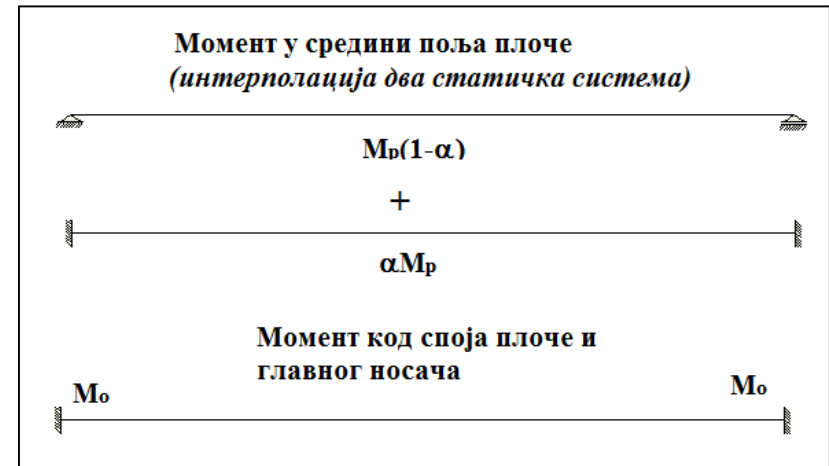 Момент у средини поља плоче
(интерполација два статичка система)
Mp(1-α)
+
αMp
Момент код споја плоче и
главног носача
Mo Mo